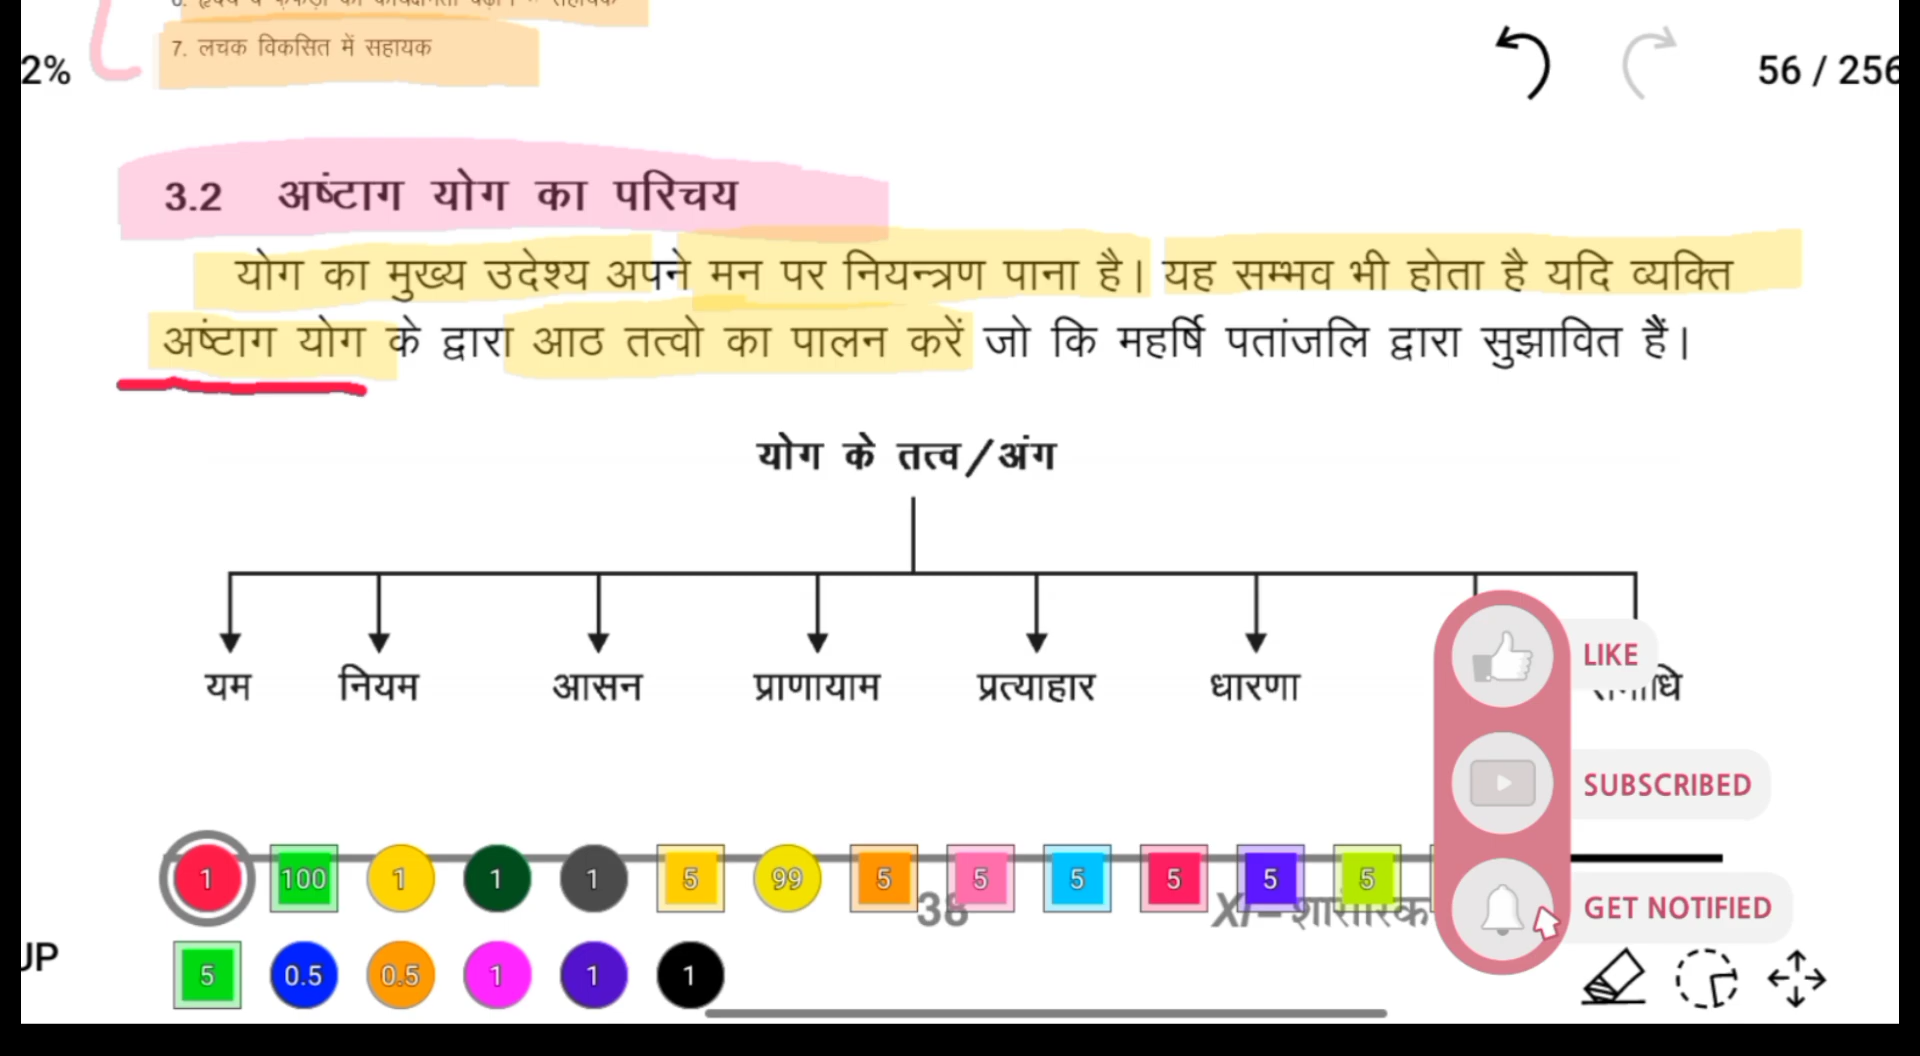 7. लचक विकसित में सहायक
2%
56 / 256
3.2 अष्टांग योग का परिचय
योग का मुख्य उदेश्य अपने मन पर नियन्त्रण पाना है। यह सम्भव भी होता है यदि व्यक्ति
अष्टांग योग के द्वारा आठ तत्वो का पालन करें जो कि महर्षि पतांजलि द्वारा सुझावित हैं।
योग के तत्व/अंग
यम नियम आसन प्राणायाम प्रत्याहार धारणा
LIKE
SUBSCRIBED
GET NOTIFIED
1 100 1 1 1 5 99 5 5 5 5 5 5
38 XI–शारीरिक
UP
5 0.5 0.5 1 1 1